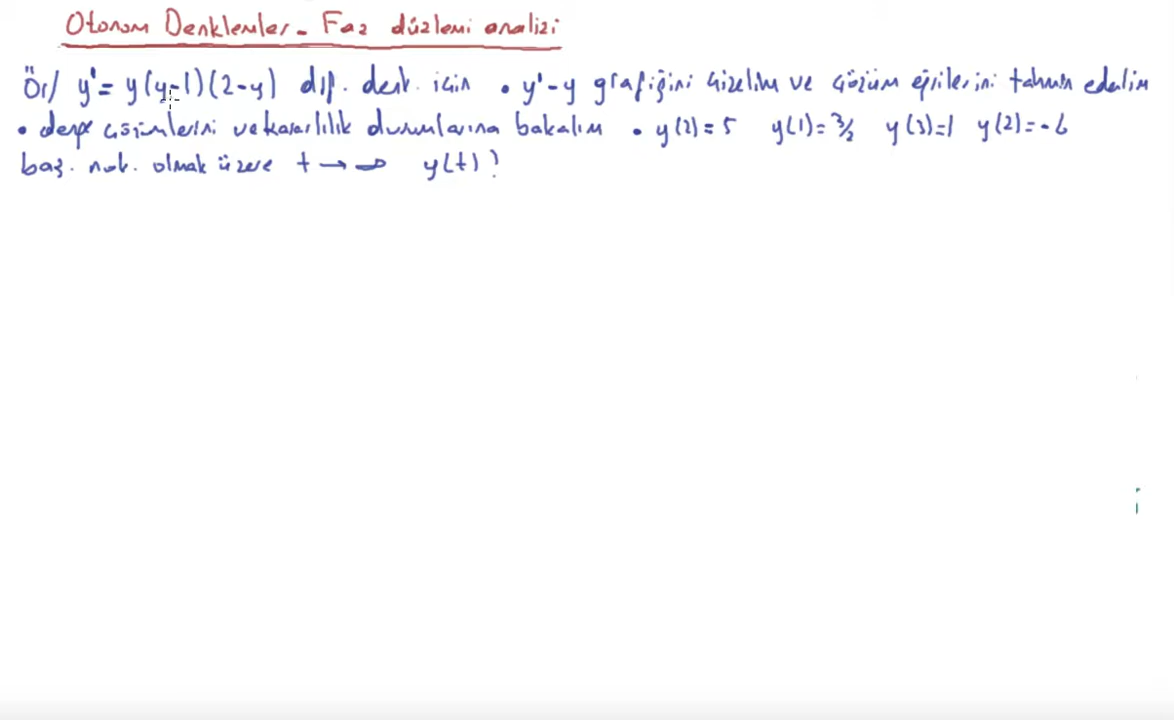 Otonom Denklemler - Faz düzlemi analizi
Ör/ y' = y(y-1)(2-y) dif. denk. için • y'-y grafiğini çizelim ve çözüm eğrilerini tahmin edelim
• denge çözümlerini ve kararlılık durumlarına bakalım • y(2)=5 y(1)=3/2 y(3)=1 y(2)=-6
baş. nok. olmak üzere t → ∞ y(t)?